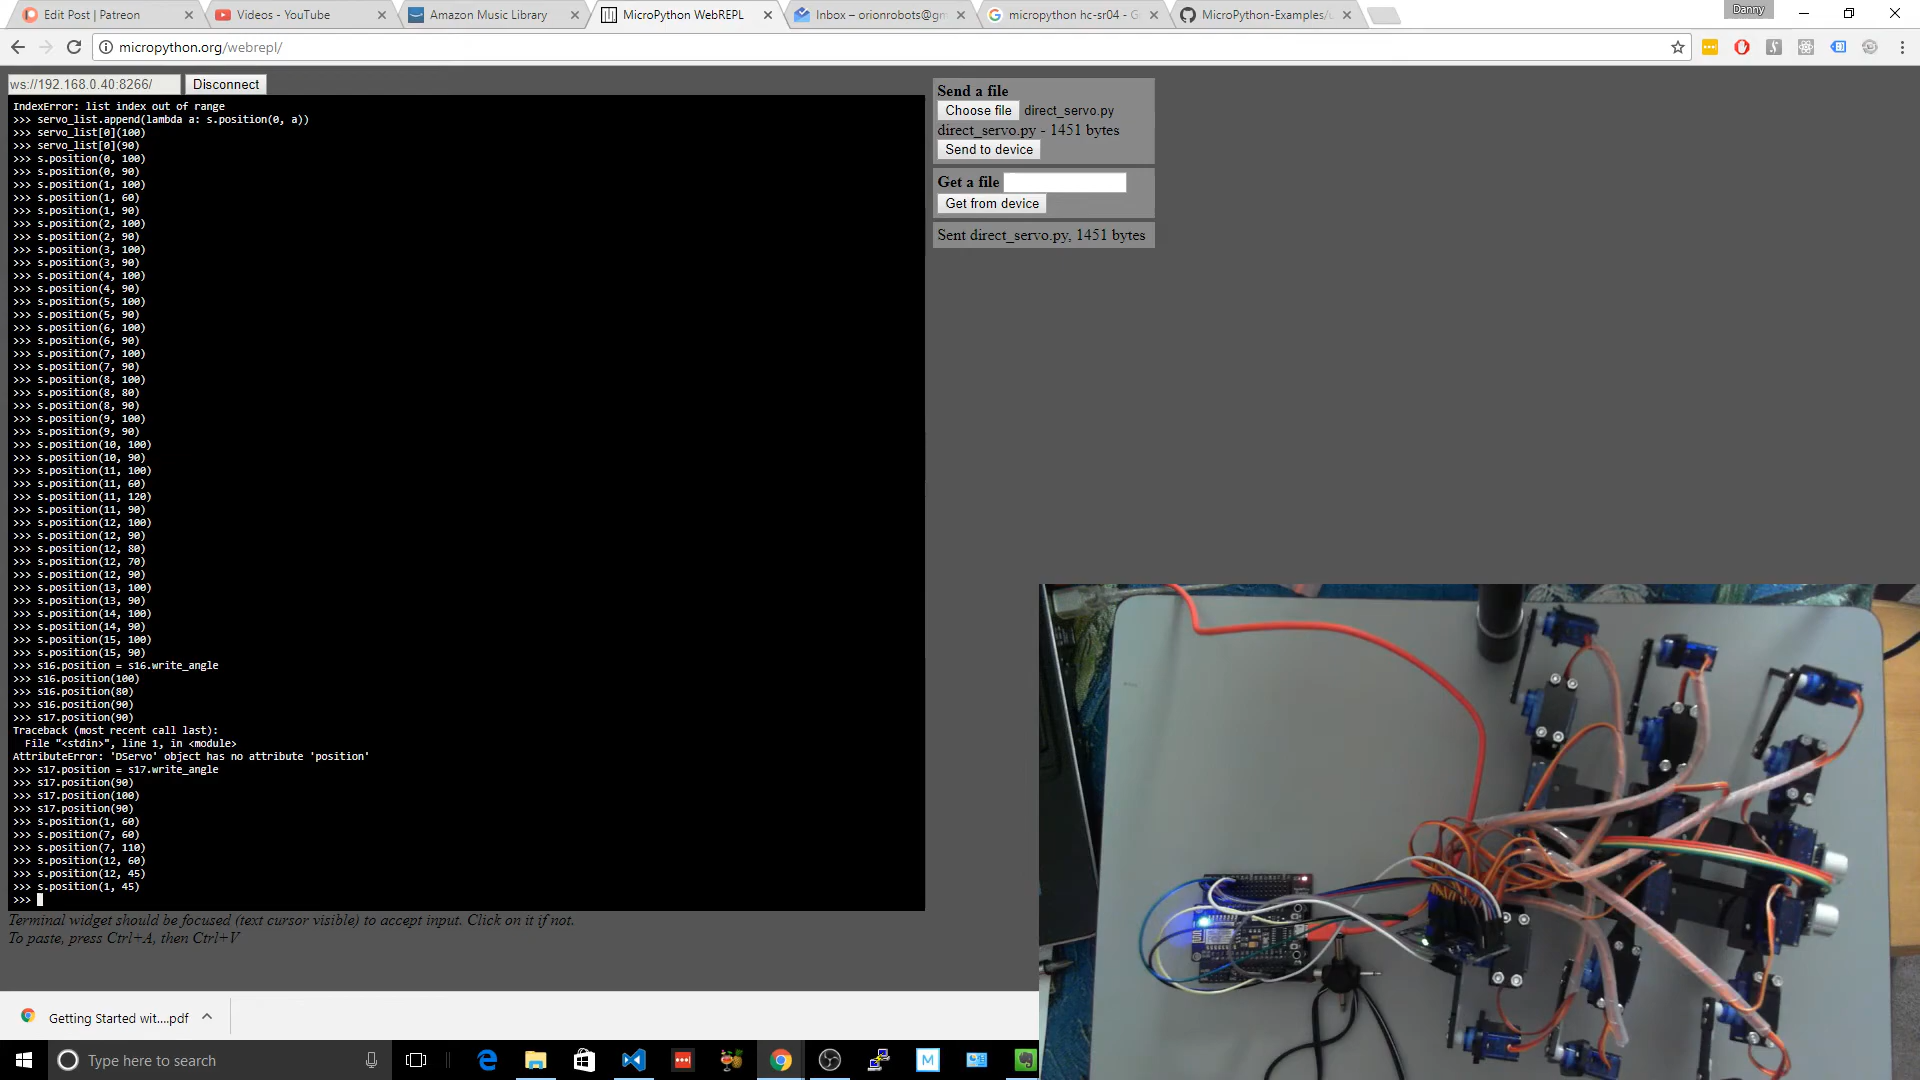 Edit Post | Patreon
Videos - YouTube
Amazon Music Library
MicroPython WebREPL
Inbox – orionrobots@gm
micropython hc-sr04 - G
MicroPython-Examples/u
Danny
micropython.org/webrepl/
ws://192.168.0.40:8266/
Disconnect
IndexError: list index out of range
>>> servo_list.append(lambda a: s.position(0, a))
>>> servo_list[0](100)
>>> servo_list[0](90)
>>> s.position(0, 100)
>>> s.position(0, 90)
>>> s.position(1, 100)
>>> s.position(1, 60)
>>> s.position(1, 90)
>>> s.position(2, 100)
>>> s.position(2, 90)
>>> s.position(3, 100)
>>> s.position(3, 90)
>>> s.position(4, 100)
>>> s.position(4, 90)
>>> s.position(5, 100)
>>> s.position(5, 90)
>>> s.position(6, 100)
>>> s.position(6, 90)
>>> s.position(7, 100)
>>> s.position(7, 90)
>>> s.position(8, 100)
>>> s.position(8, 80)
>>> s.position(8, 90)
>>> s.position(9, 100)
>>> s.position(9, 90)
>>> s.position(10, 100)
>>> s.position(10, 90)
>>> s.position(11, 100)
>>> s.position(11, 60)
>>> s.position(11, 120)
>>> s.position(11, 90)
>>> s.position(12, 100)
>>> s.position(12, 90)
>>> s.position(12, 80)
>>> s.position(12, 70)
>>> s.position(12, 90)
>>> s.position(13, 100)
>>> s.position(13, 90)
>>> s.position(14, 100)
>>> s.position(14, 90)
>>> s.position(15, 100)
>>> s.position(15, 90)
>>> s16.position = s16.write_angle
>>> s16.position(100)
>>> s16.position(80)
>>> s16.position(90)
>>> s17.position(90)
Traceback (most recent call last):
File "<stdin>", line 1, in <module>
AttributeError: 'DServo' object has no attribute 'position'
>>> s17.position = s17.write_angle
>>> s17.position(90)
>>> s17.position(100)
>>> s17.position(90)
>>> s.position(1, 60)
>>> s.position(7, 60)
>>> s.position(7, 110)
>>> s.position(12, 60)
>>> s.position(12, 45)
>>> s.position(1, 45)
>>>
Terminal widget should be focused (text cursor visible) to accept input. Click on it if not.
To paste, press Ctrl+A, then Ctrl+V
Send a file
Choose file direct_servo.py
direct_servo.py - 1451 bytes
Send to device
Get a file
Get from device
Sent direct_servo.py, 1451 bytes
Getting Started wit....pdf
Type here to search